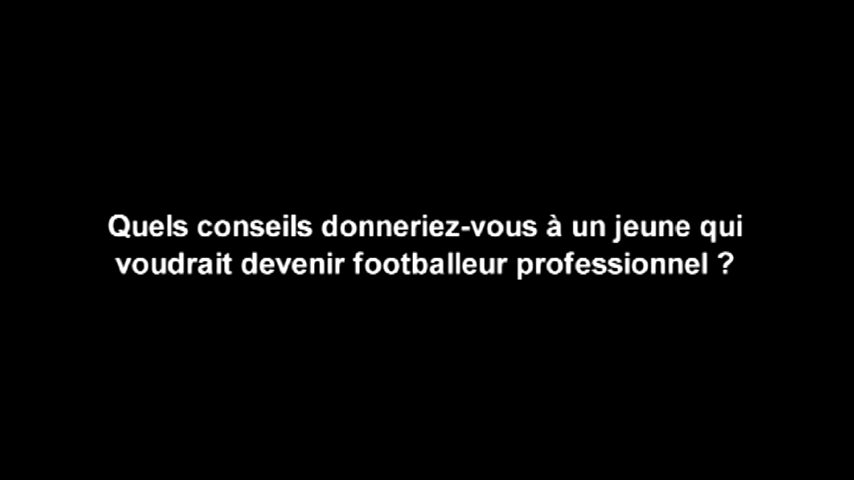 Quels conseils donneriez-vous à un jeune qui
voudrait devenir footballeur professionnel ?